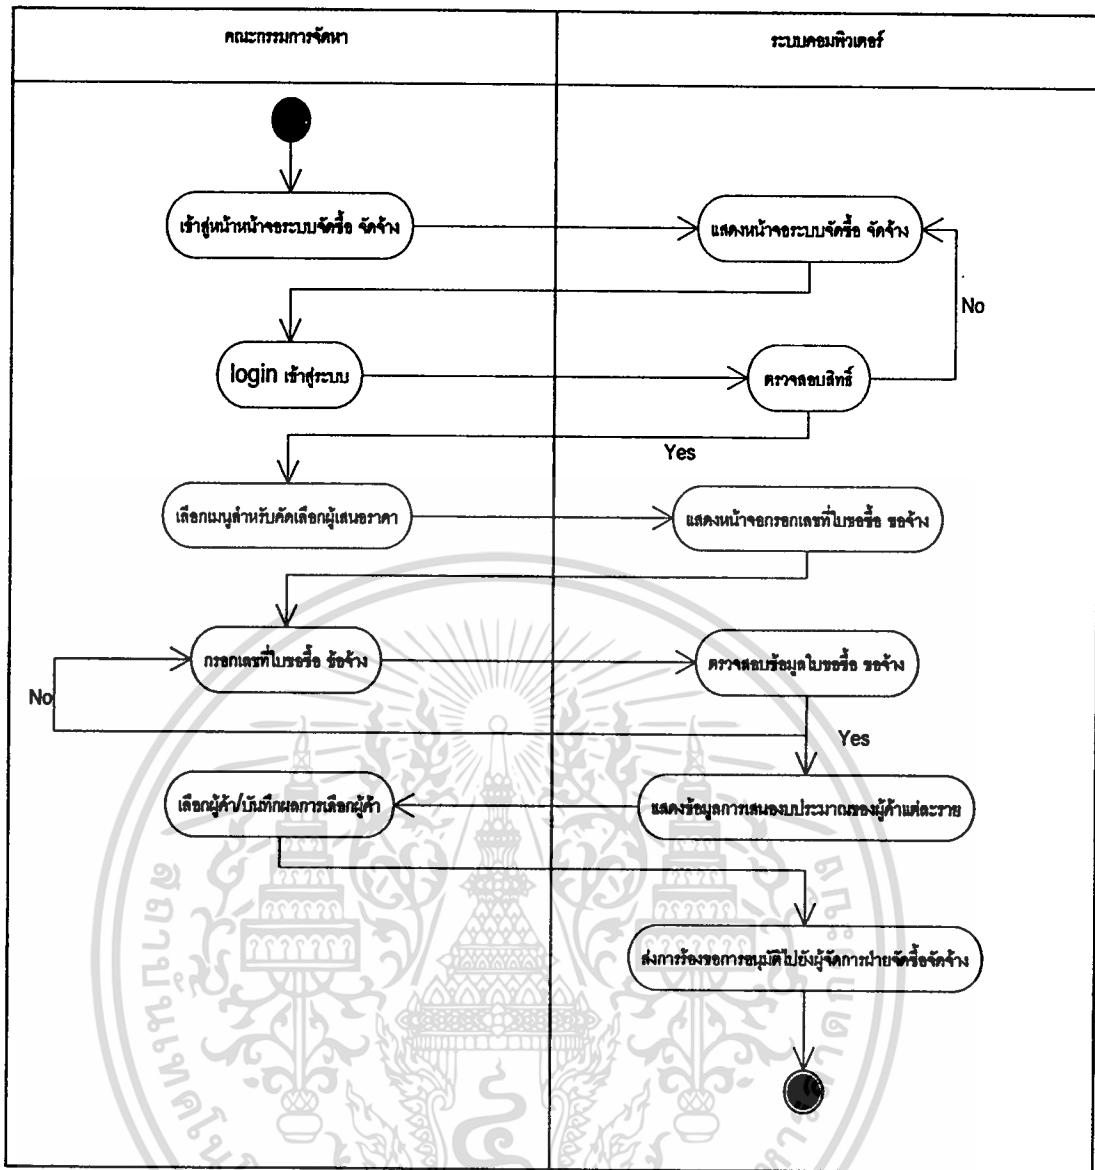 คณะกรรมการจัดหา
ระบบคอมพิวเตอร์
เข้าสู่หน้าหน้าจอระบบจัดซื้อ จัดจ้าง
แสดงหน้าจอระบบจัดซื้อ จัดจ้าง
No
login เข้าสู่ระบบ
ตรวจสอบสิทธิ์
Yes
เลือกเมนูสำหรับคัดเลือกผู้เสนอราคา
แสดงหน้าจอกรอกเลขที่ใบขอซื้อ ขอจ้าง
กรอกเลขที่ใบขอซื้อ ข้อจ้าง
ตรวจสอบข้อมูลใบขอซื้อ ขอจ้าง
No
Yes
เลือกผู้ค้า/บันทึกผลการเลือกผู้ค้า
แสดงข้อมูลการเสนองบประมาณของผู้ค้าแต่ละราย
ส่งการร้องขอการอนุมัติไปยังผู้จัดการฝ่ายจัดซื้อจัดจ้าง